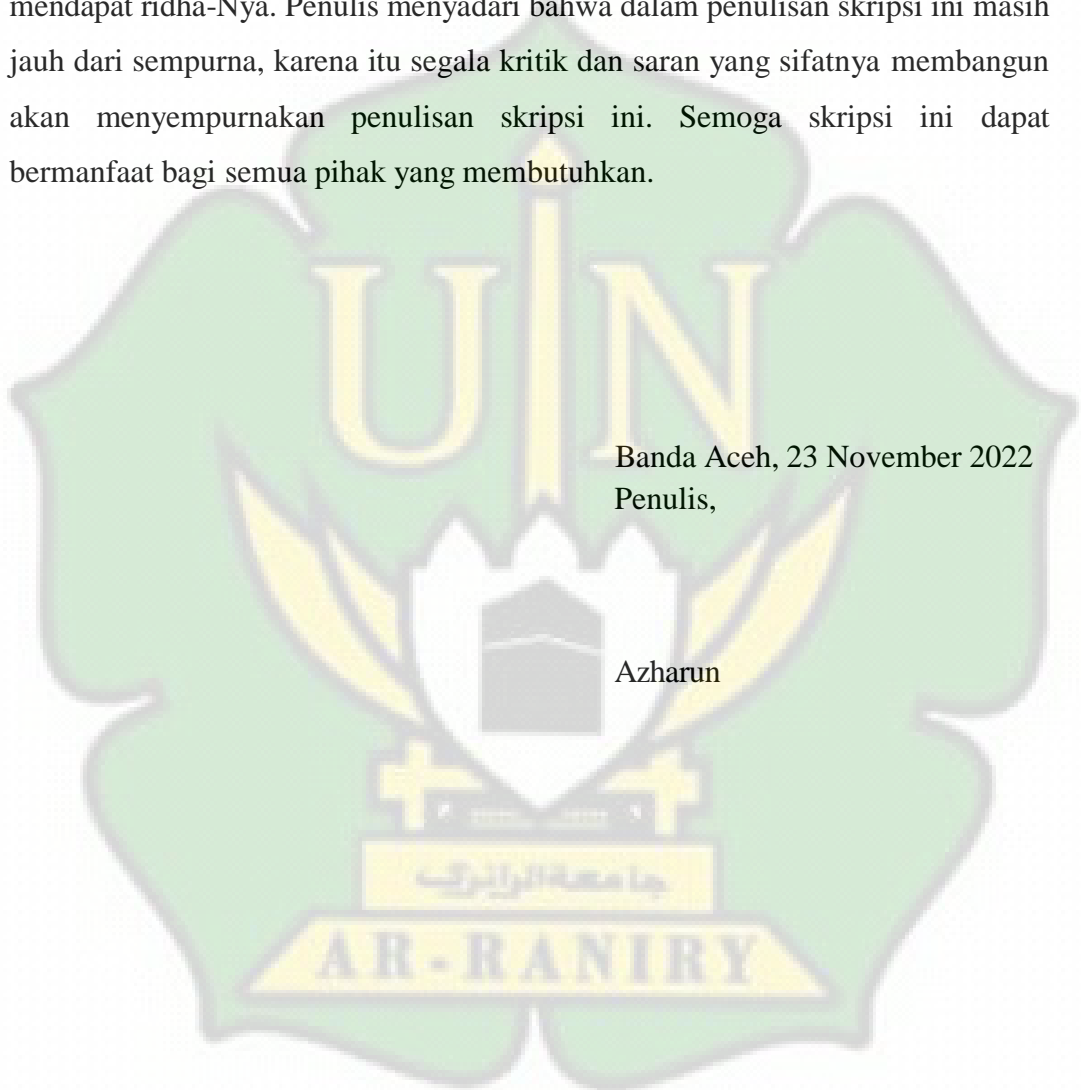 mendapat ridha-Nya. Penulis menyadari bahwa dalam penulisan skripsi ini masih
jauh dari sempurna, karena itu segala kritik dan saran yang sifatnya membangun
akan menyempurnakan penulisan skripsi ini. Semoga skripsi ini dapat
bermanfaat bagi semua pihak yang membutuhkan.
UIN
Banda Aceh, 23 November 2022
Penulis,
Azharun
جامعة الرانري
AR-RANIRY